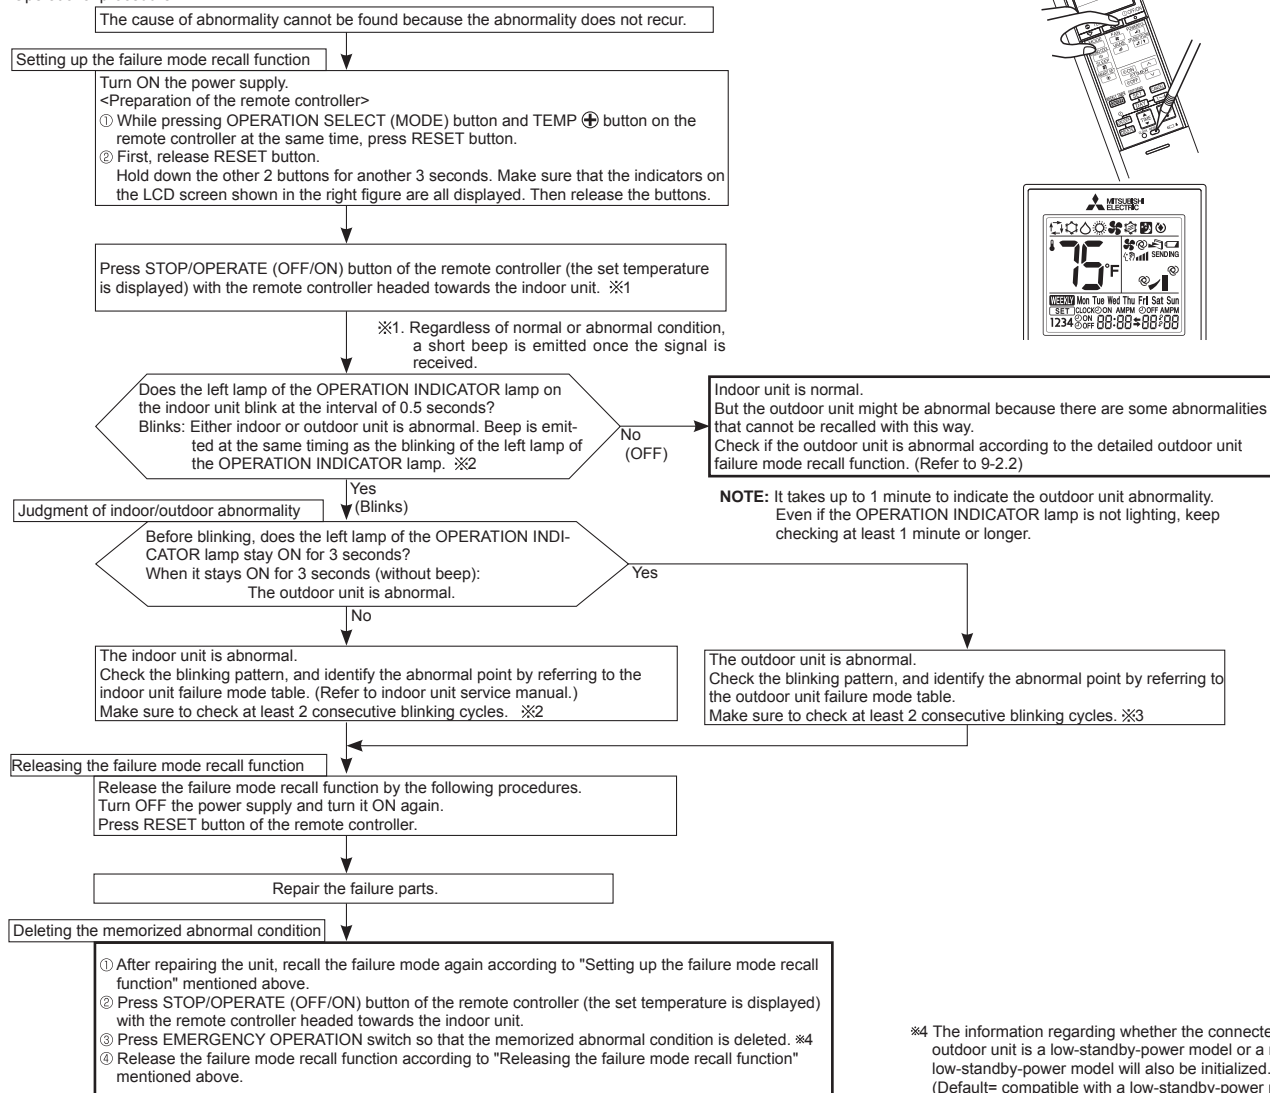 The cause of abnormality cannot be found because the abnormality does not recur.
Setting up the failure mode recall function
Turn ON the power supply.
<Preparation of the remote controller>
① While pressing OPERATION SELECT (MODE) button and TEMP ⊕ button on the
remote controller at the same time, press RESET button.
② First, release RESET button.
Hold down the other 2 buttons for another 3 seconds. Make sure that the indicators on
the LCD screen shown in the right figure are all displayed. Then release the buttons.
MITSUBISHI
ELECTRIC
75°F
SENDING
WEEKLY Mon Tue Wed Thu Fri Sat Sun
SET CLOCK ON AMPM OFF AMPM
1234 ON OFF 88:88 88:88
Press STOP/OPERATE (OFF/ON) button of the remote controller (the set temperature
is displayed) with the remote controller headed towards the indoor unit. ※1
※1. Regardless of normal or abnormal condition,
a short beep is emitted once the signal is
received.
Does the left lamp of the OPERATION INDICATOR lamp on
the indoor unit blink at the interval of 0.5 seconds?
Blinks: Either indoor or outdoor unit is abnormal. Beep is emit-
ted at the same timing as the blinking of the left lamp of
the OPERATION INDICATOR lamp. ※2
No
(OFF)
Indoor unit is normal.
But the outdoor unit might be abnormal because there are some abnormalities
that cannot be recalled with this way.
Check if the outdoor unit is abnormal according to the detailed outdoor unit
failure mode recall function. (Refer to 9-2.2)
NOTE: It takes up to 1 minute to indicate the outdoor unit abnormality.
Even if the OPERATION INDICATOR lamp is not lighting, keep
checking at least 1 minute or longer.
Yes
(Blinks)
Judgment of indoor/outdoor abnormality
Before blinking, does the left lamp of the OPERATION INDI-
CATOR lamp stay ON for 3 seconds?
When it stays ON for 3 seconds (without beep):
The outdoor unit is abnormal.
Yes
No
The indoor unit is abnormal.
Check the blinking pattern, and identify the abnormal point by referring to the
indoor unit failure mode table. (Refer to indoor unit service manual.)
Make sure to check at least 2 consecutive blinking cycles. ※2
The outdoor unit is abnormal.
Check the blinking pattern, and identify the abnormal point by referring to
the outdoor unit failure mode table.
Make sure to check at least 2 consecutive blinking cycles. ※3
Releasing the failure mode recall function
Release the failure mode recall function by the following procedures.
Turn OFF the power supply and turn it ON again.
Press RESET button of the remote controller.
Repair the failure parts.
Deleting the memorized abnormal condition
① After repairing the unit, recall the failure mode again according to "Setting up the failure mode recall
function" mentioned above.
② Press STOP/OPERATE (OFF/ON) button of the remote controller (the set temperature is displayed)
with the remote controller headed towards the indoor unit.
③ Press EMERGENCY OPERATION switch so that the memorized abnormal condition is deleted. ※4
④ Release the failure mode recall function according to "Releasing the failure mode recall function"
mentioned above.
※4 The information regarding whether the connecte
outdoor unit is a low-standby-power model or a
low-standby-power model will also be initialized.
(Default= compatible with a low-standby-power